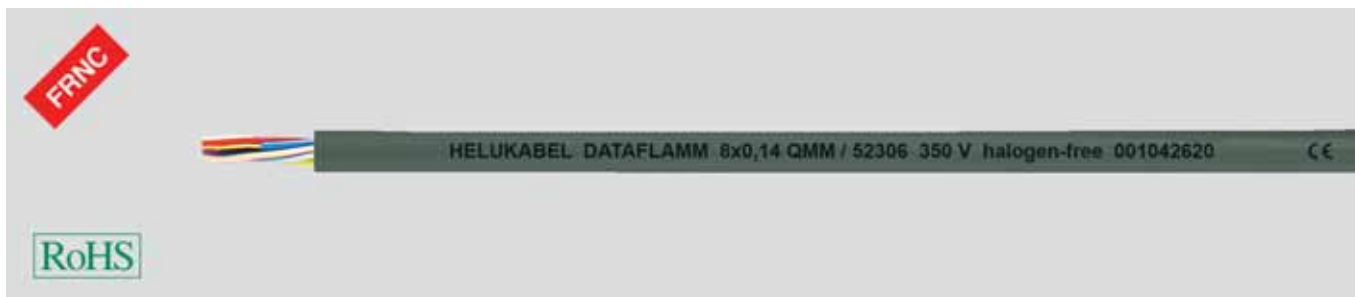 FRNC
HELUKABEL DATAFLAMM 8x0,14 QMM / 52306 350 V halogen-free 001042620 CE
RoHS